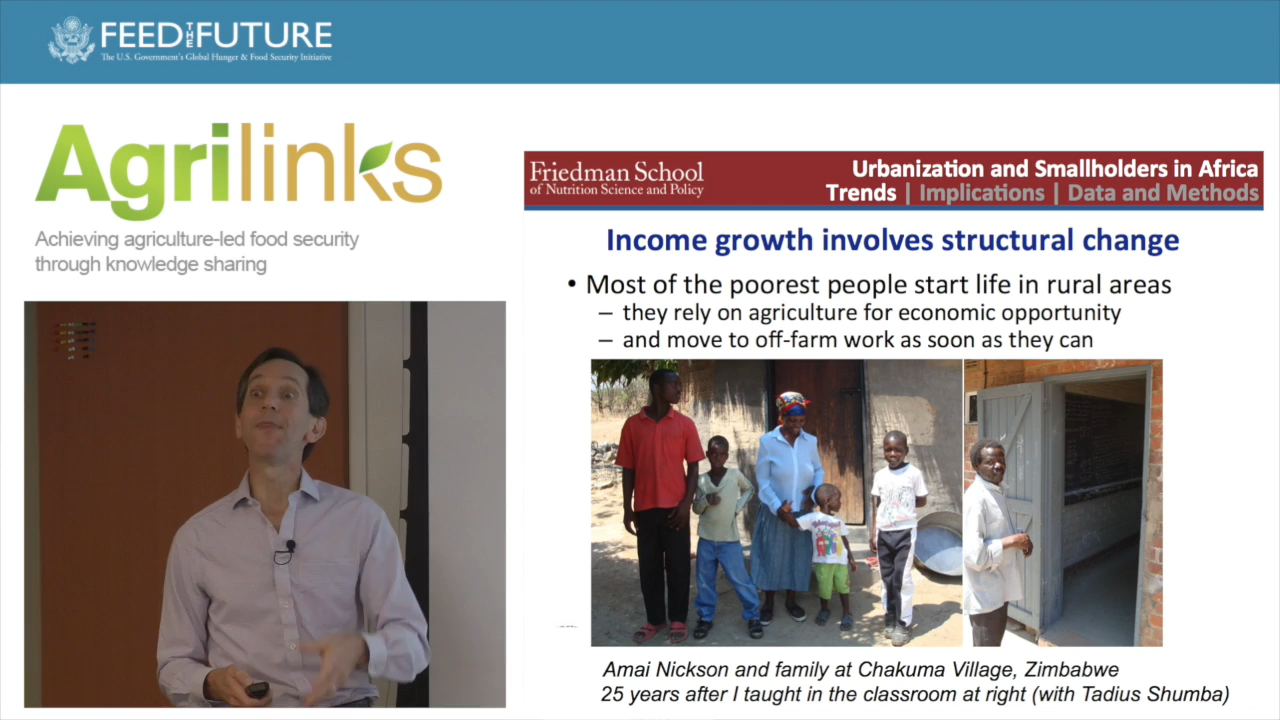 FEED THE FUTURE
The U.S. Government's Global Hunger & Food Security Initiative
Agrilinks
Achieving agriculture-led food security
through knowledge sharing
Friedman School
of Nutrition Science and Policy
Urbanization and Smallholders in Africa
Trends | Implications | Data and Methods
Income growth involves structural change
• Most of the poorest people start life in rural areas
– they rely on agriculture for economic opportunity
– and move to off-farm work as soon as they can
Amai Nickson and family at Chakuma Village, Zimbabwe
25 years after I taught in the classroom at right (with Tadius Shumba)